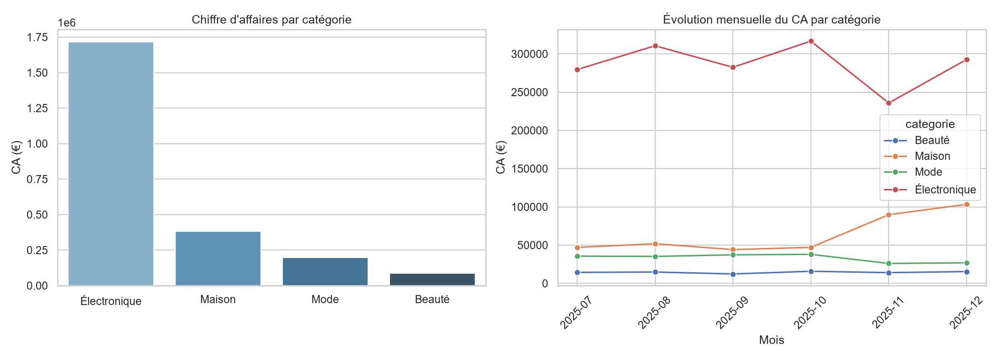 Chiffre d'affaires par catégorie
1e6
1.75
1.50
1.25
1.00
0.75
0.50
0.25
0.00
CA (€)
Électronique
Maison
Mode
Beauté
Évolution mensuelle du CA par catégorie
300000
250000
200000
150000
100000
50000
0
CA (€)
categorie
Beauté
Maison
Mode
Électronique
2025-07
2025-08
2025-09
2025-10
2025-11
2025-12
Mois